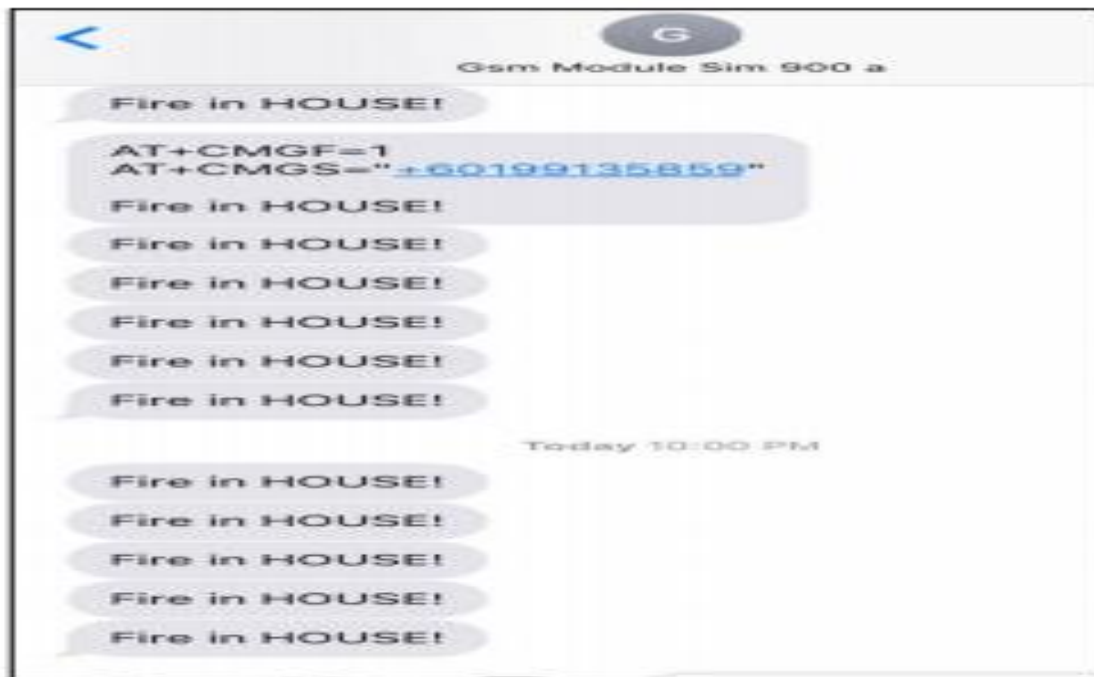 G
Gsm Module Sim 900 a
Fire in HOUSE!
AT+CMGF=1
AT+CMGS="+60199135859"
Fire in HOUSE!
Fire in HOUSE!
Fire in HOUSE!
Fire in HOUSE!
Fire in HOUSE!
Fire in HOUSE!
Today 10:00 PM
Fire in HOUSE!
Fire in HOUSE!
Fire in HOUSE!
Fire in HOUSE!
Fire in HOUSE!